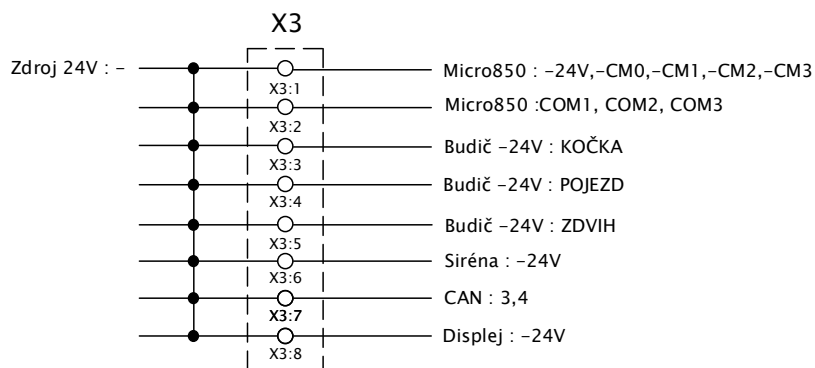 X3
Zdroj 24V : -
Micro850 : -24V,-CM0,-CM1,-CM2,-CM3
X3:1
Micro850 :COM1, COM2, COM3
X3:2
Budič -24V : KOČKA
X3:3
Budič -24V : POJEZD
X3:4
Budič -24V : ZDVIH
X3:5
Siréna : -24V
X3:6
CAN : 3,4
X3:7
Displej : -24V
X3:8